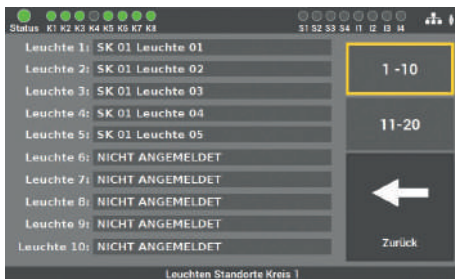 Status K1 K2 K3 K4 K5 K6 K7 K8 S1 S2 S3 S4 I1 I2 I3 I4
Leuchte 1: SK 01 Leuchte 01
Leuchte 2: SK 01 Leuchte 02
Leuchte 3: SK 01 Leuchte 03
Leuchte 4: SK 01 Leuchte 04
Leuchte 5: SK 01 Leuchte 05
Leuchte 6: NICHT ANGEMELDET
Leuchte 7: NICHT ANGEMELDET
Leuchte 8: NICHT ANGEMELDET
Leuchte 9: NICHT ANGEMELDET
Leuchte 10: NICHT ANGEMELDET
1 -10
11-20
Zurück
Leuchten Standorte Kreis 1